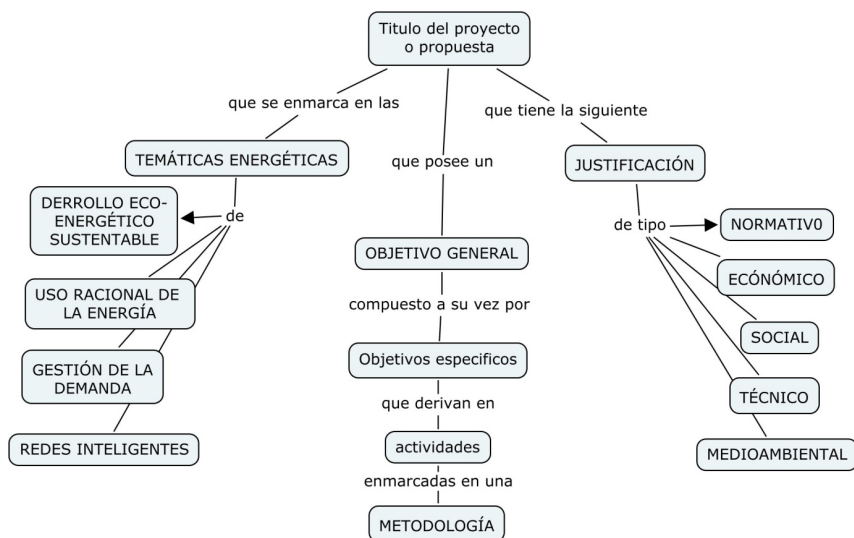 Titulo del proyecto
o propuesta
que se enmarca en las
que tiene la siguiente
TEMÁTICAS ENERGÉTICAS
que posee un
JUSTIFICACIÓN
DERROLLO ECO-
ENERGÉTICO
SUSTENTABLE
de
de tipo
NORMATIV0
OBJETIVO GENERAL
ECÓNÓMICO
USO RACIONAL DE
LA ENERGÍA
compuesto a su vez por
SOCIAL
Objetivos especificos
GESTIÓN DE LA
DEMANDA
que derivan en
TÉCNICO
REDES INTELIGENTES
actividades
MEDIOAMBIENTAL
enmarcadas en una
METODOLOGÍA